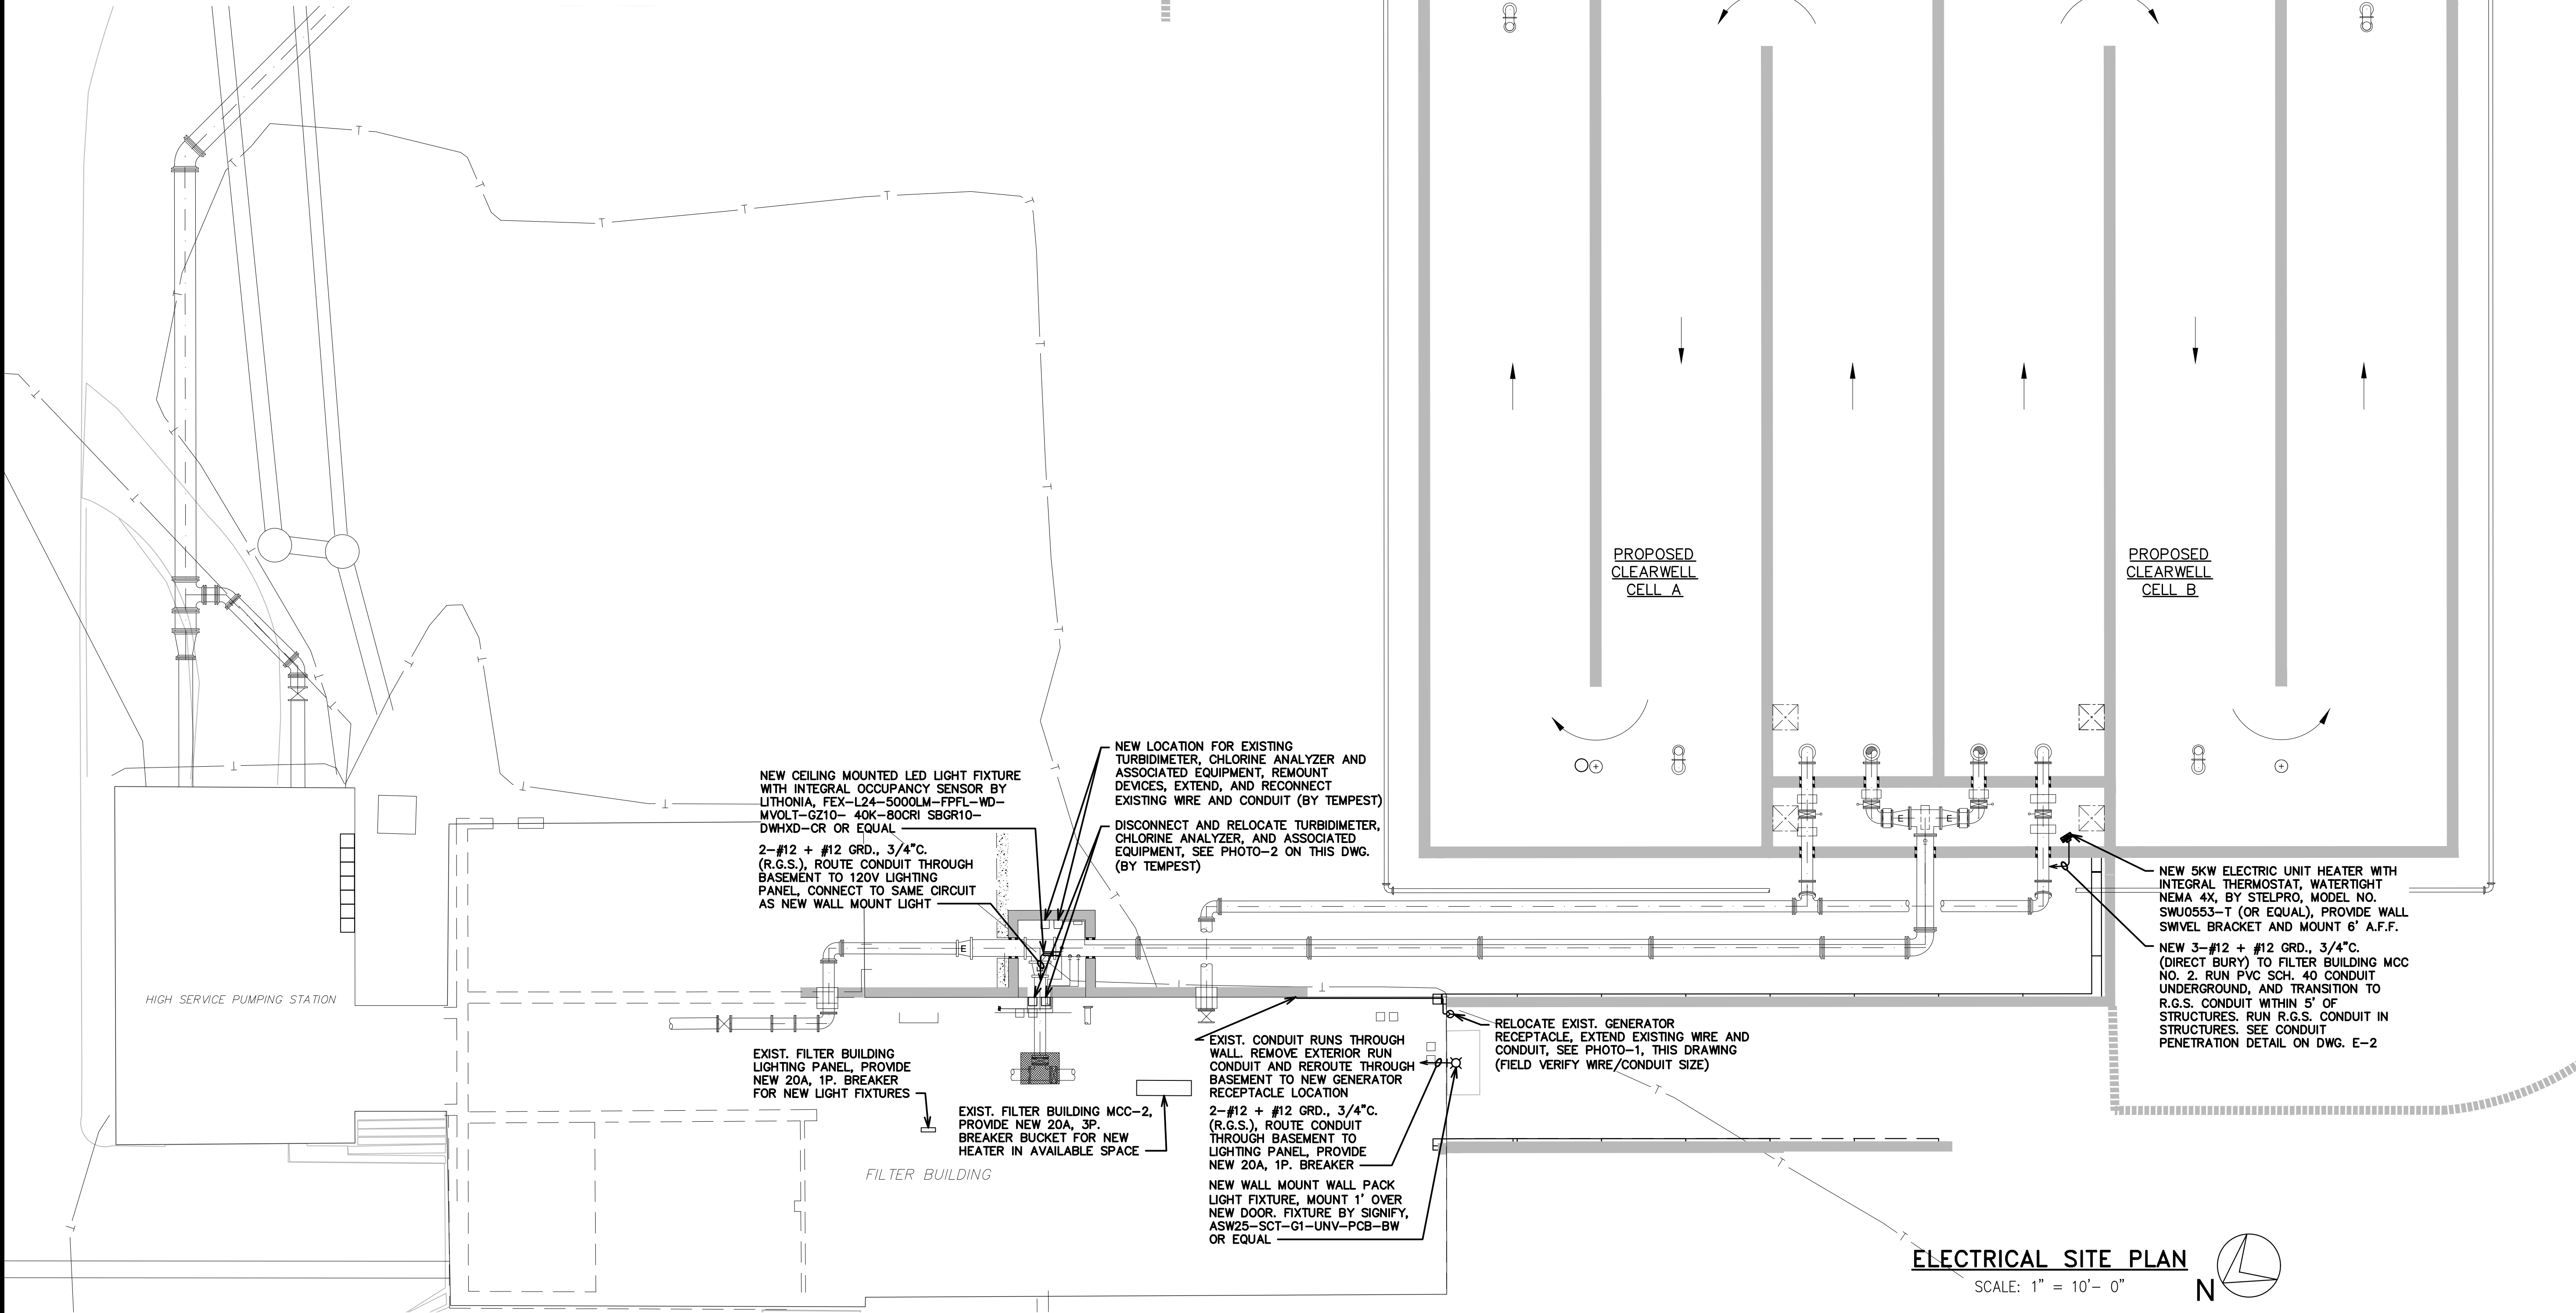 PROPOSED
CLEARWELL
CELL A
PROPOSED
CLEARWELL
CELL B
NEW LOCATION FOR EXISTING
TURBIDIMETER, CHLORINE ANALYZER AND
ASSOCIATED EQUIPMENT, REMOUNT
DEVICES, EXTEND, AND RECONNECT
EXISTING WIRE AND CONDUIT (BY TEMPEST)
DISCONNECT AND RELOCATE TURBIDIMETER,
CHLORINE ANALYZER, AND ASSOCIATED
EQUIPMENT, SEE PHOTO-2 ON THIS DWG.
(BY TEMPEST)
NEW CEILING MOUNTED LED LIGHT FIXTURE
WITH INTEGRAL OCCUPANCY SENSOR BY
LITHONIA, FEX-L24-5000LM-FPFL-WD-
MVOLT-GZ10- 40K-80CRI SBGR10-
DWHXD-CR OR EQUAL
2-#12 + #12 GRD., 3/4"C.
(R.G.S.), ROUTE CONDUIT THROUGH
BASEMENT TO 120V LIGHTING
PANEL, CONNECT TO SAME CIRCUIT
AS NEW WALL MOUNT LIGHT
NEW 5KW ELECTRIC UNIT HEATER WITH
INTEGRAL THERMOSTAT, WATERTIGHT
NEMA 4X, BY STELPRO, MODEL NO.
SWU0553-T (OR EQUAL), PROVIDE WALL
SWIVEL BRACKET AND MOUNT 6' A.F.F.
NEW 3-#12 + #12 GRD., 3/4"C.
(DIRECT BURY) TO FILTER BUILDING MCC
NO. 2. RUN PVC SCH. 40 CONDUIT
UNDERGROUND, AND TRANSITION TO
R.G.S. CONDUIT WITHIN 5' OF
STRUCTURES. RUN R.G.S. CONDUIT IN
STRUCTURES. SEE CONDUIT
PENETRATION DETAIL ON DWG. E-2
HIGH SERVICE PUMPING STATION
RELOCATE EXIST. GENERATOR
RECEPTACLE, EXTEND EXISTING WIRE AND
CONDUIT, SEE PHOTO-1, THIS DRAWING
(FIELD VERIFY WIRE/CONDUIT SIZE)
EXIST. CONDUIT RUNS THROUGH
WALL. REMOVE EXTERIOR RUN
CONDUIT AND REROUTE THROUGH
BASEMENT TO NEW GENERATOR
RECEPTACLE LOCATION
2-#12 + #12 GRD., 3/4"C.
(R.G.S.), ROUTE CONDUIT
THROUGH BASEMENT TO
LIGHTING PANEL, PROVIDE
NEW 20A, 1P. BREAKER
NEW WALL MOUNT WALL PACK
LIGHT FIXTURE, MOUNT 1' OVER
NEW DOOR. FIXTURE BY SIGNIFY,
ASW25-SCT-G1-UNV-PCB-BW
OR EQUAL
EXIST. FILTER BUILDING
LIGHTING PANEL, PROVIDE
NEW 20A, 1P. BREAKER
FOR NEW LIGHT FIXTURES
EXIST. FILTER BUILDING MCC-2,
PROVIDE NEW 20A, 3P.
BREAKER BUCKET FOR NEW
HEATER IN AVAILABLE SPACE
FILTER BUILDING
E
E
E
ELECTRICAL SITE PLAN
SCALE: 1" = 10'- 0"
N